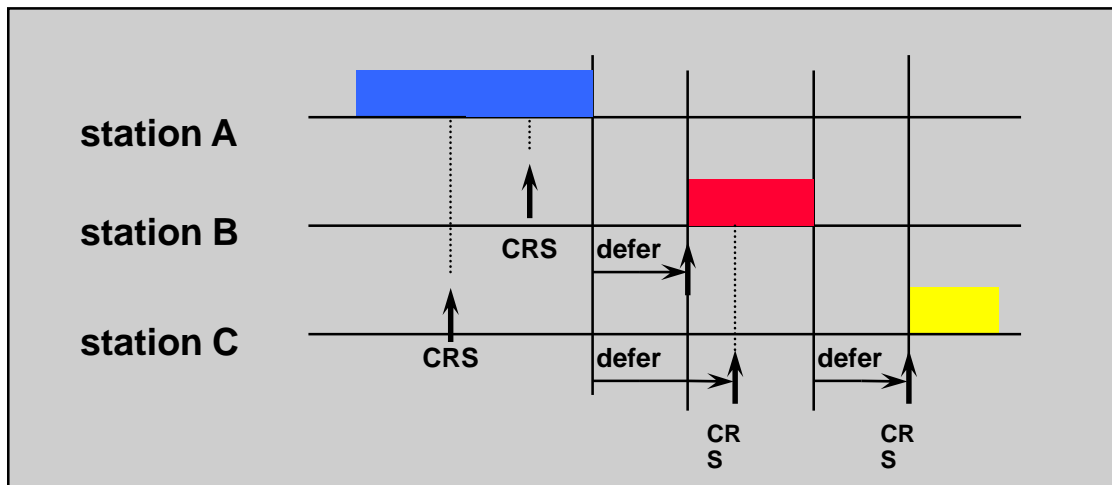 station A
station B
CRS
defer
station C
CRS
defer
defer
CR
S
CR
S